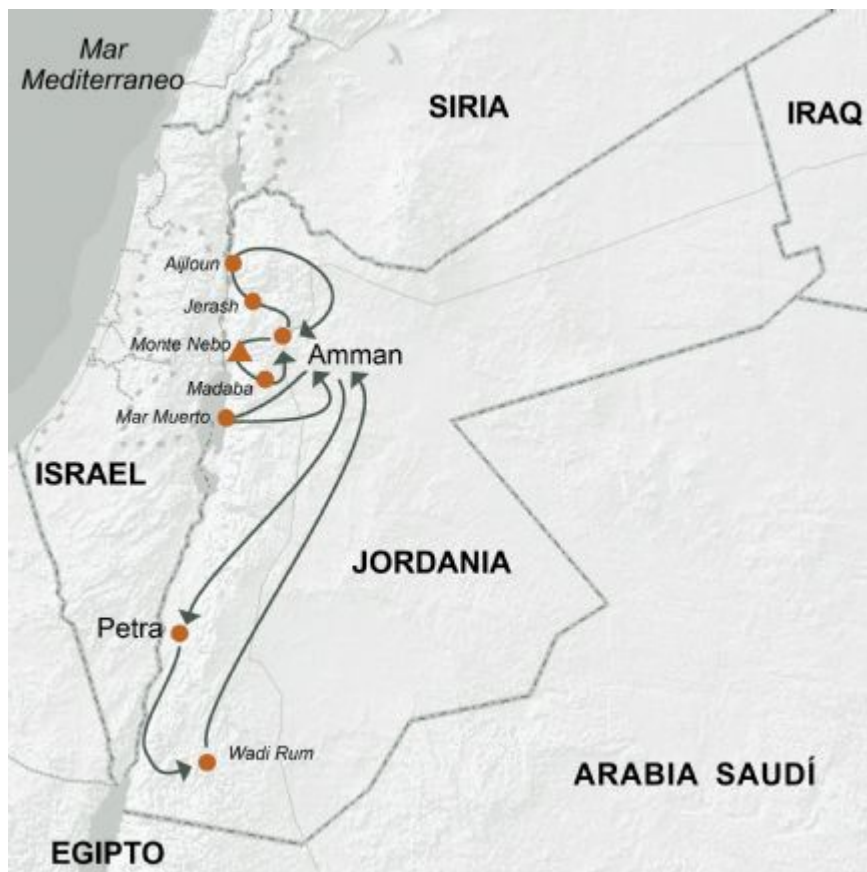 Mar
Mediterraneo
SIRIA
IRAQ
Aijloun
Jerash
Monte Nebo
Amman
Madaba
Mar Muerto
ISRAEL
JORDANIA
Petra
Wadi Rum
ARABIA SAUDÍ
EGIPTO